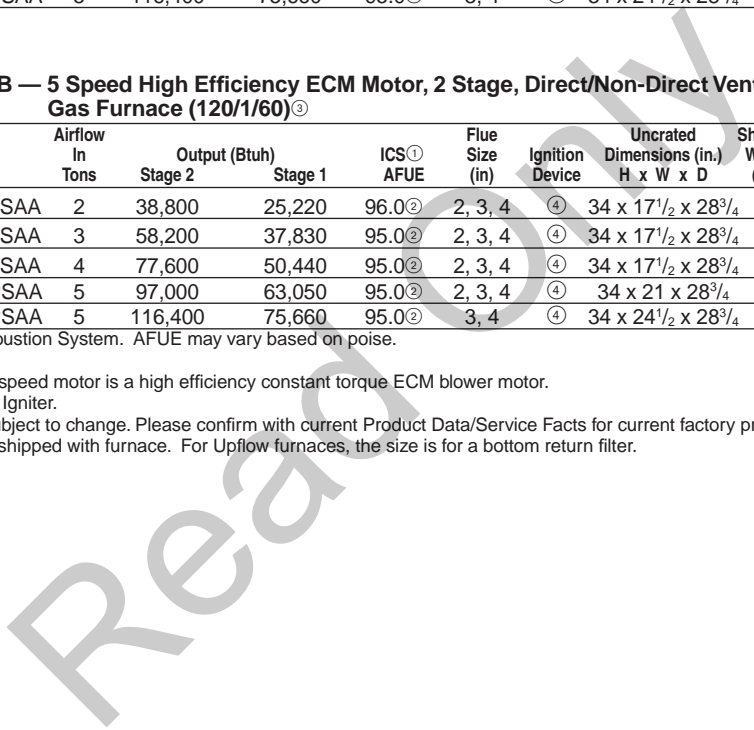 B — 5 Speed High Efficiency ECM Motor, 2 Stage, Direct/Non-Direct Vent
Gas Furnace (120/1/60)③
Airflow In Tons Output (Btuh) Stage 2 Stage 1 ICS① AFUE Flue Size (in) Ignition Device Uncrated Dimensions (in.) H x W x D
SAA 2 38,800 25,220 96.0② 2, 3, 4 ④ 34 x 17¹/₂ x 28³/₄
SAA 3 58,200 37,830 95.0② 2, 3, 4 ④ 34 x 17¹/₂ x 28³/₄
SAA 4 77,600 50,440 95.0② 2, 3, 4 ④ 34 x 17¹/₂ x 28³/₄
SAA 5 97,000 63,050 95.0② 2, 3, 4 ④ 34 x 21 x 28³/₄
SAA 5 116,400 75,660 95.0② 3, 4 ④ 34 x 24¹/₂ x 28³/₄
bustion System. AFUE may vary based on poise.
speed motor is a high efficiency constant torque ECM blower motor.
Igniter.
bject to change. Please confirm with current Product Data/Service Facts for current factory pr
shipped with furnace. For Upflow furnaces, the size is for a bottom return filter.
Read Only